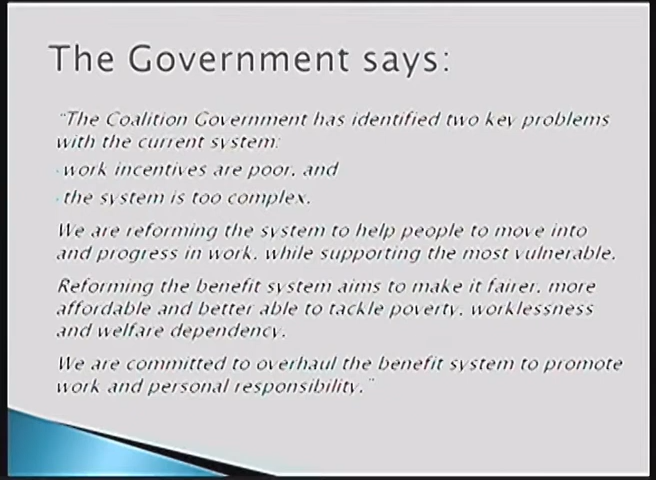 The Government says:
"The Coalition Government has identified two key problems
with the current system:
work incentives are poor, and
the system is too complex.
We are reforming the system to help people to move into
and progress in work, while supporting the most vulnerable.
Reforming the benefit system aims to make it fairer, more
affordable and better able to tackle poverty, worklessness
and welfare dependency.
We are committed to overhaul the benefit system to promote
work and personal responsibility."